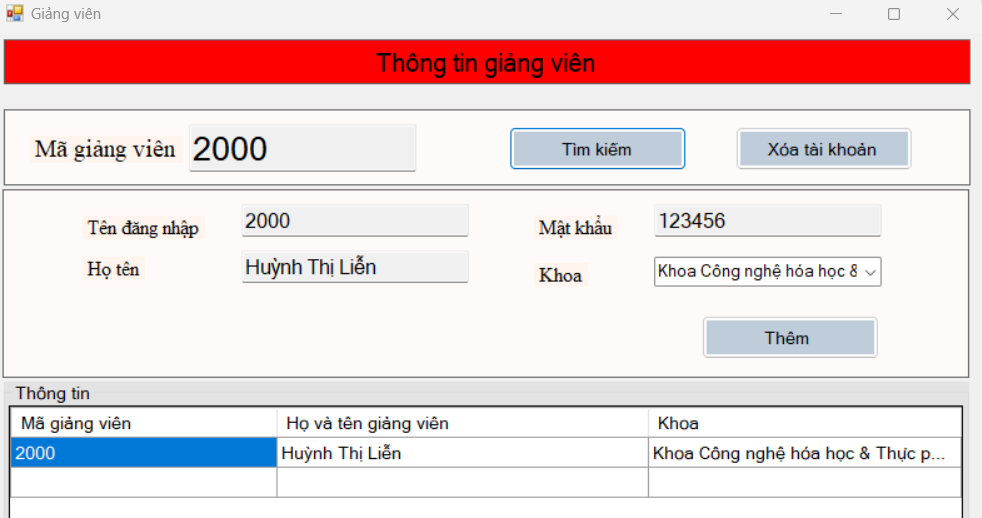 Giảng viên
Thông tin giảng viên
Mã giảng viên 2000 Tìm kiếm Xóa tài khoản
Tên đăng nhập 2000 Mật khẩu 123456
Họ tên Huỳnh Thị Liễn Khoa Khoa Công nghệ hóa học &
Thêm
Thông tin
Mã giảng viên Họ và tên giảng viên Khoa
2000 Huỳnh Thị Liễn Khoa Công nghệ hóa học & Thực p...